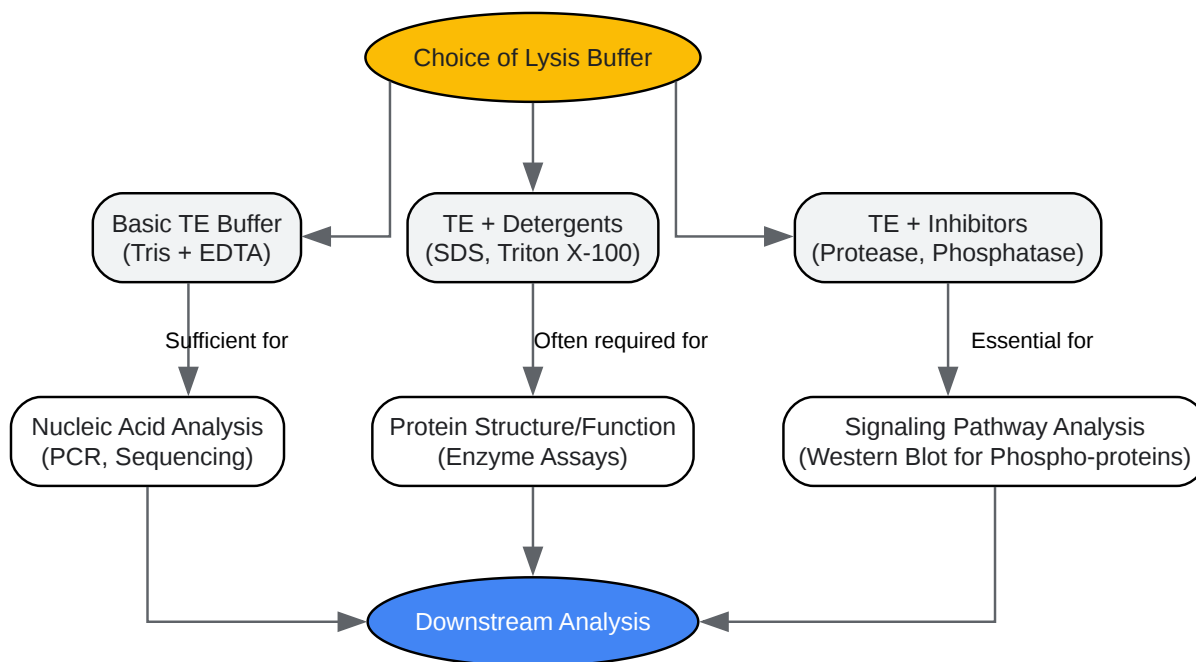 Choice of Lysis Buffer
Basic TE Buffer
(Tris + EDTA)
TE + Detergents
(SDS, Triton X-100)
TE + Inhibitors
(Protease, Phosphatase)
Sufficient for
Often required for
Essential for
Nucleic Acid Analysis
(PCR, Sequencing)
Protein Structure/Function
(Enzyme Assays)
Signaling Pathway Analysis
(Western Blot for Phospho-proteins)
Downstream Analysis